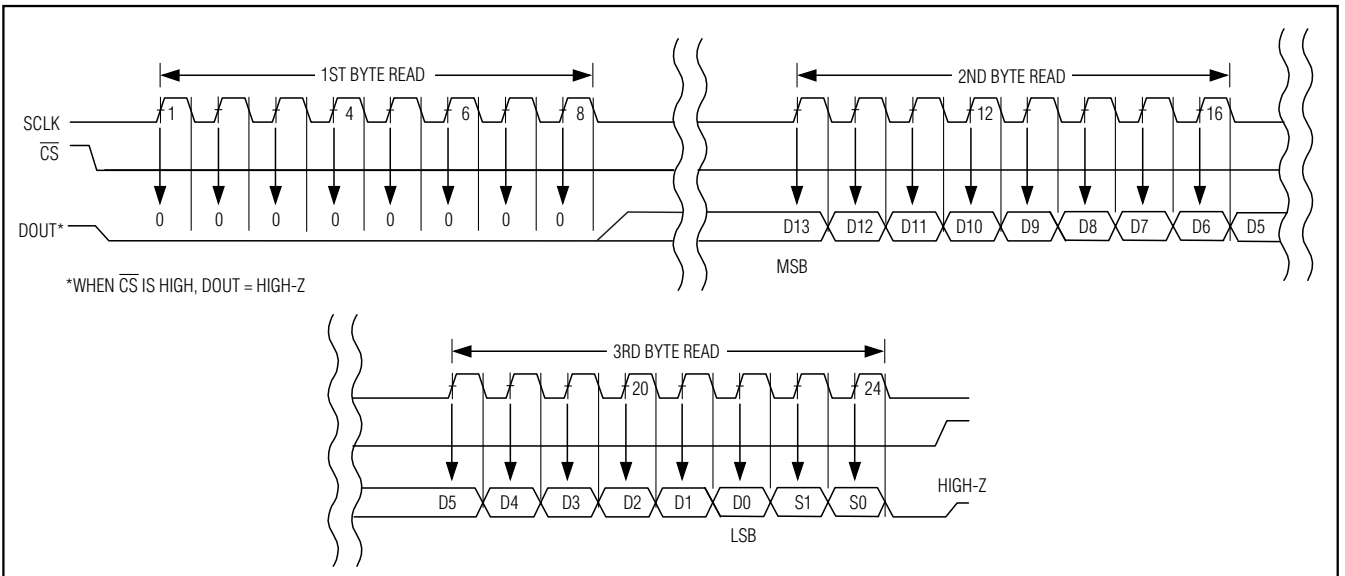 1ST BYTE READ
2ND BYTE READ
SCLK
1 4 6 8 12 16
CS
0 0 0 0 0 0 0 0
DOUT*
D13 D12 D11 D10 D9 D8 D7 D6 D5
MSB
*WHEN CS IS HIGH, DOUT = HIGH-Z
3RD BYTE READ
20 24
HIGH-Z
D5 D4 D3 D2 D1 D0 S1 S0
LSB